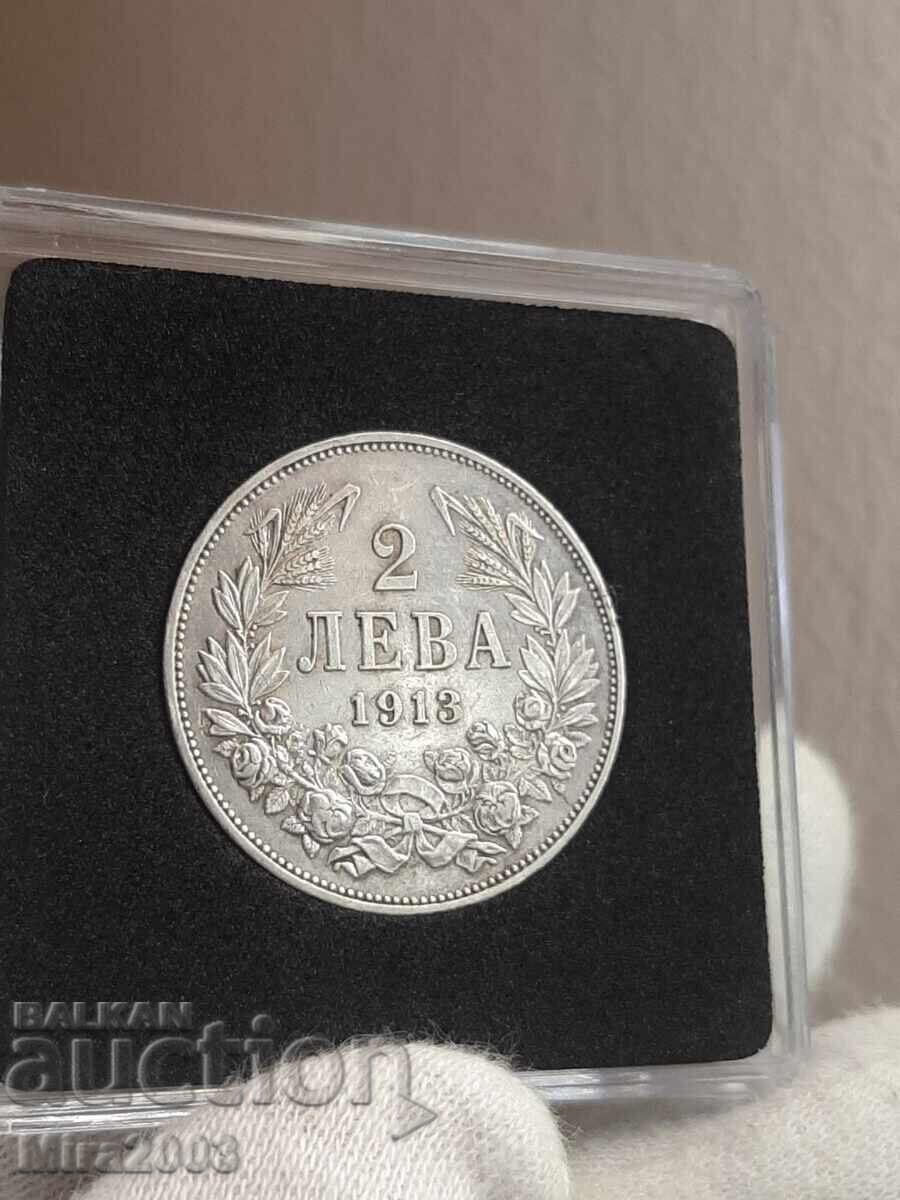 2
ЛЕВА
1913
BALKAN
auction
Mira2003